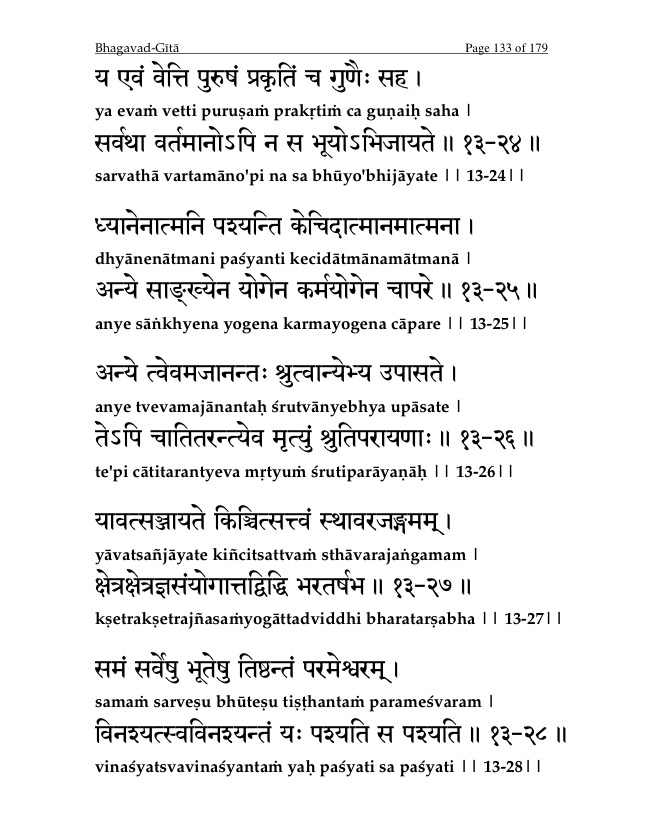 Bhagavad-Gītā Page 133 of 179
य एवं वेत्ति पुरुषं प्रकृतिं च गुणैः सह ।
ya evaṁ vetti puruṣaṁ prakṛtiṁ ca guṇaiḥ saha |
सर्वथा वर्तमानोऽपि न स भूयोऽभिजायते ॥ १३-२४ ॥
sarvathā vartamāno'pi na sa bhūyo'bhijāyate || 13-24||
ध्यानेनात्मनि पश्यन्ति केचिदात्मानमात्मना ।
dhyānenātmani paśyanti kecidātmānamātmanā |
अन्ये साङ्ख्येन योगेन कर्मयोगेन चापरे ॥ १३-२५ ॥
anye sāṅkhyena yogena karmayogena cāpare || 13-25||
अन्ये त्वेवमजानन्तः श्रुत्वान्येभ्य उपासते ।
anye tvevamajānantaḥ śrutvānyebhya upāsate |
तेऽपि चातितरन्त्येव मृत्युं श्रुतिपरायणाः ॥ १३-२६ ॥
te'pi cātitarantyeva mṛtyuṁ śrutiparāyaṇāḥ || 13-26||
यावत्सञ्जायते किञ्चित्सत्त्वं स्थावरजङ्गमम् ।
yāvatsañjāyate kiñcitsattvaṁ sthāvarajaṅgamam |
क्षेत्रक्षेत्रज्ञसंयोगात्तद्विद्धि भरतर्षभ ॥ १३-२७ ॥
kṣetrakṣetrajñasaṁyogāttadviddhi bharatarṣabha || 13-27||
समं सर्वेषु भूतेषु तिष्ठन्तं परमेश्वरम् ।
samaṁ sarveṣu bhūteṣu tiṣṭhantaṁ parameśvaram |
विनश्यत्स्वविनश्यन्तं यः पश्यति स पश्यति ॥ १३-२८ ॥
vinaśyatsvavinaśyantaṁ yaḥ paśyati sa paśyati || 13-28||